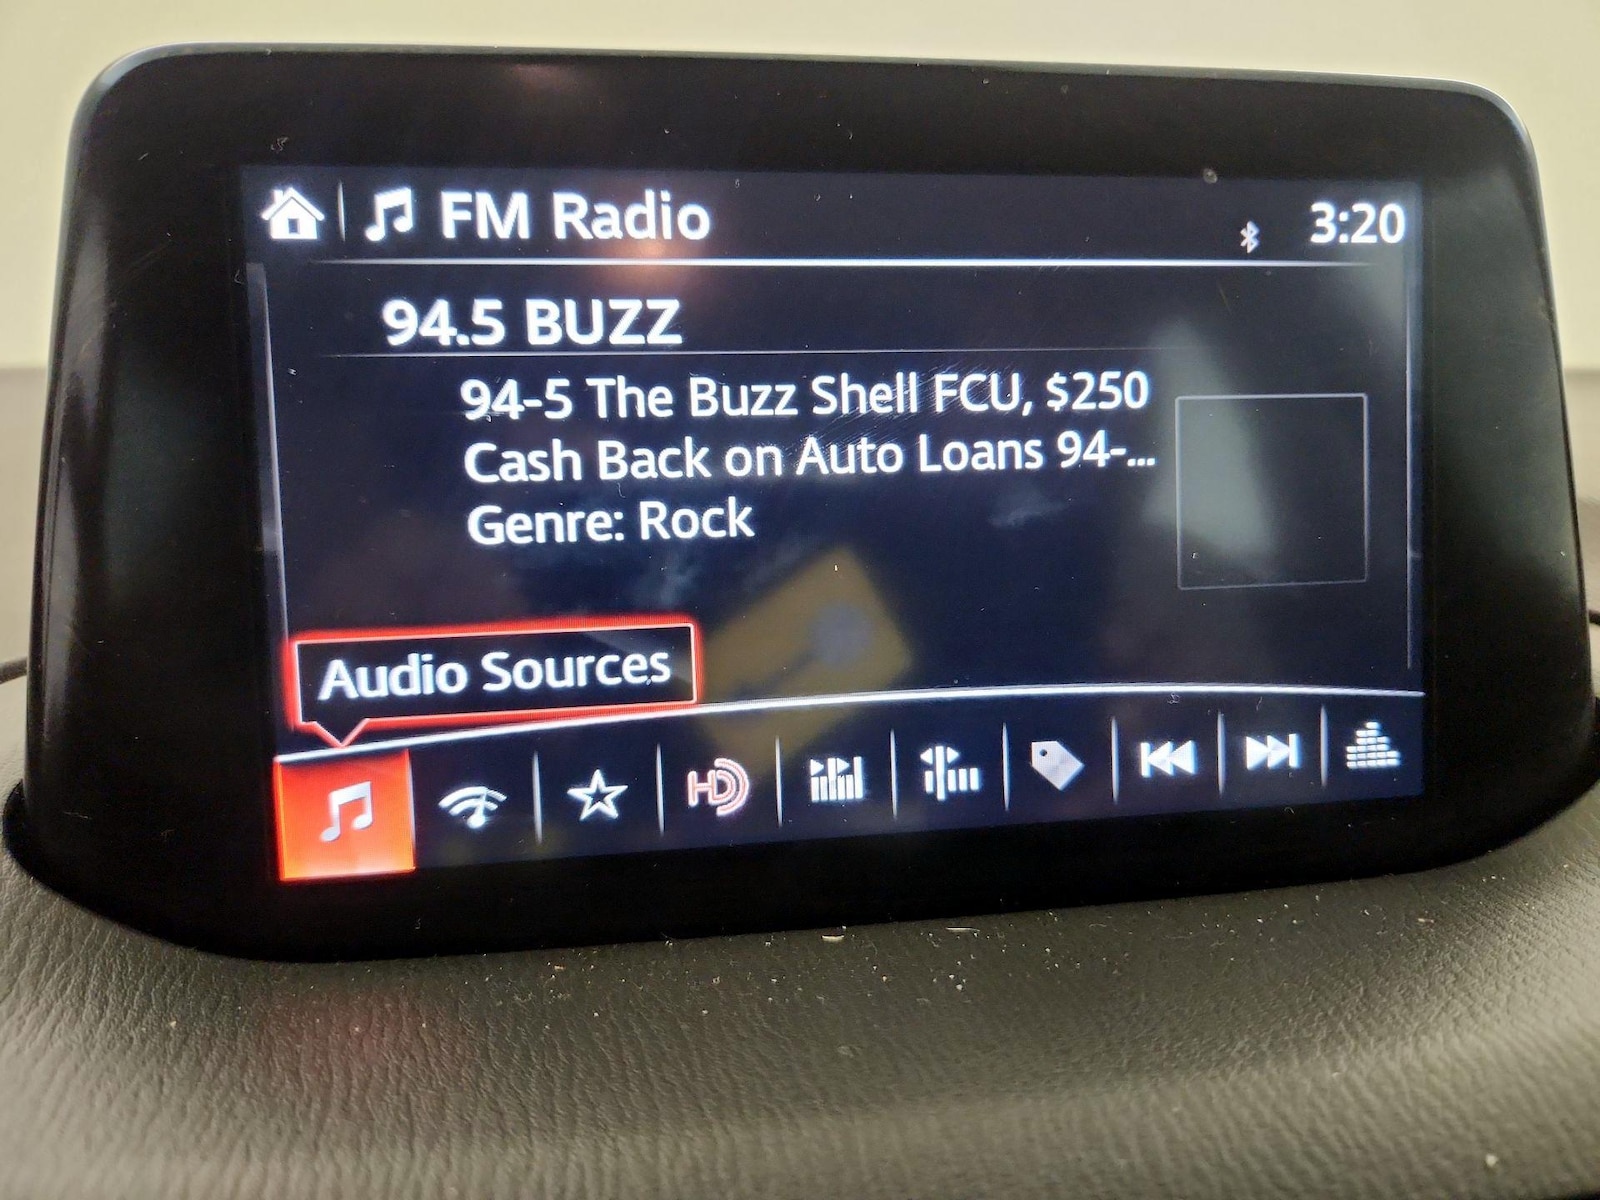 FM Radio
3:20
94.5 BUZZ
94-5 The Buzz Shell FCU, $250
Cash Back on Auto Loans 94-...
Genre: Rock
Audio Sources
HD